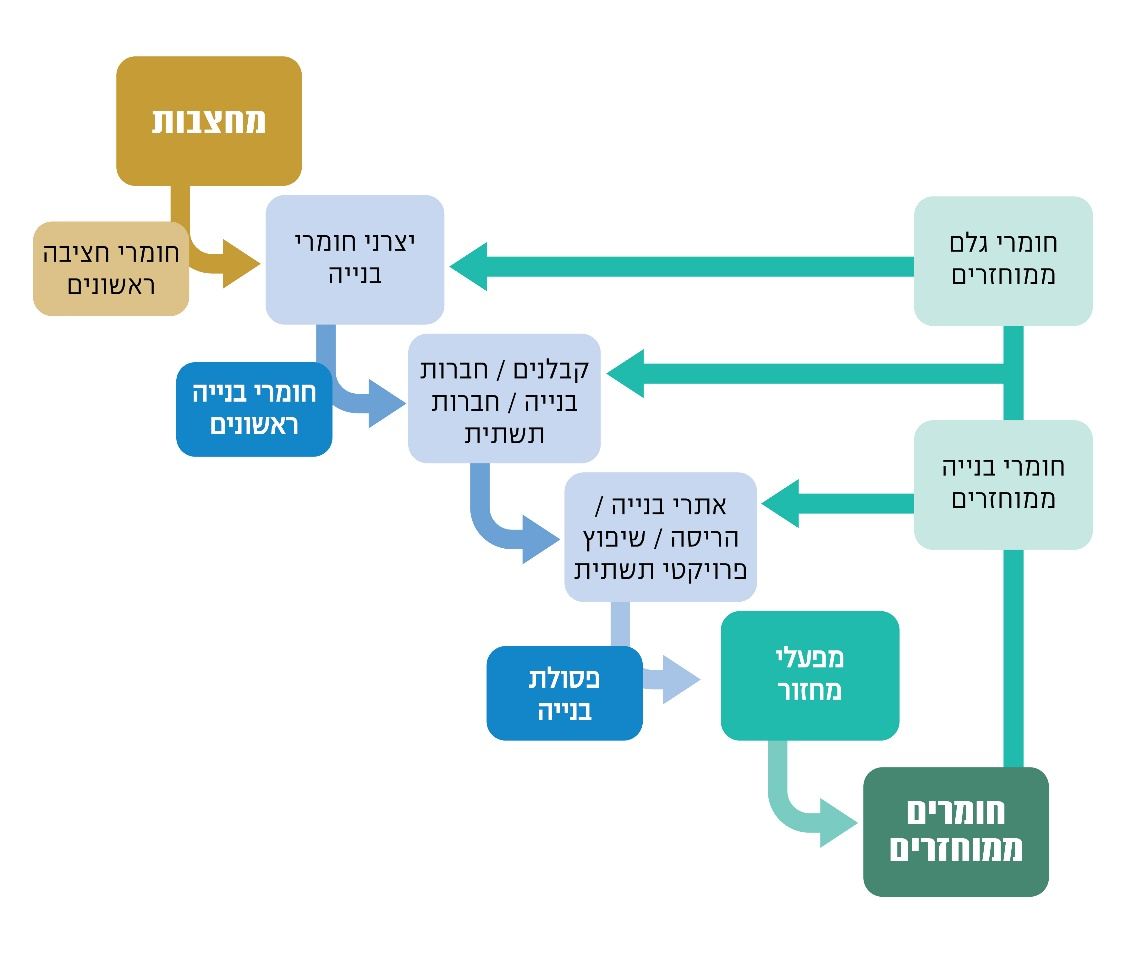 מחצבות
חומרי חציבה
ראשונים
יצרני חומרי
בנייה
חומרי גלם
ממוחזרים
חומרי בנייה
ראשונים
קבלנים / חברות
בנייה / חברות
תשתית
חומרי בנייה
ממוחזרים
אתרי בנייה /
הריסה / שיפוץ
פרויקטי תשתית
פסולת
בנייה
מפעלי
מחזור
חומרים
ממוחזרים